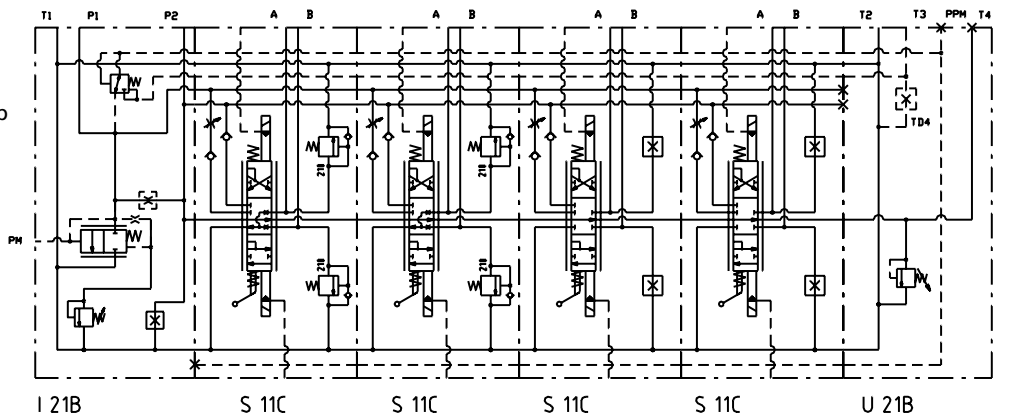 T1 P1 P2 A B A B A B A B T2 T3 PPM T4
TD4
210 210
PM
210 210
I 21B S 11C S 11C S 11C S 11C U 21B